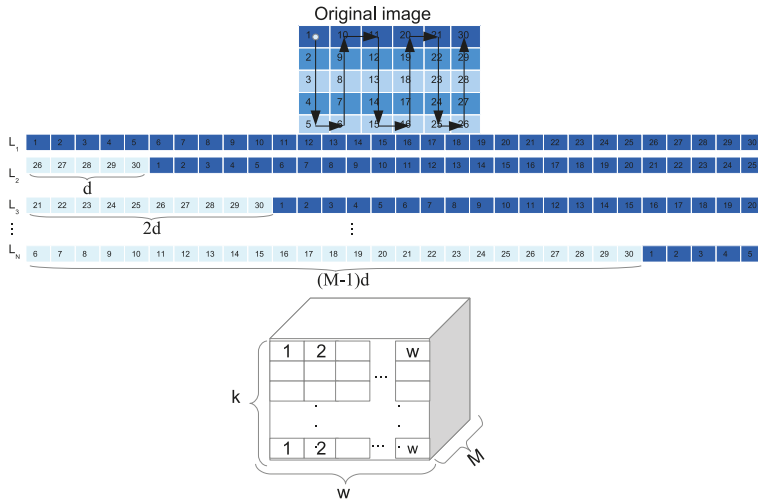 Original image
1 10 11 20 21 30
2 9 12 19 22 29
3 8 13 18 23 28
4 7 14 17 24 27
5 6 15 16 25 26
L1 1 2 3 4 5 6 7 8 9 10 11 12 13 14 15 16 17 18 19 20 21 22 23 24 25 26 27 28 29 30
L2 26 27 28 29 30 1 2 3 4 5 6 7 8 9 10 11 12 13 14 15 16 17 18 19 20 21 22 23 24 25
d
L3 21 22 23 24 25 26 27 28 29 30 1 2 3 4 5 6 7 8 9 10 11 12 13 14 15 16 17 18 19 20
2d
⋮ ⋮
LN 6 7 8 9 10 11 12 13 14 15 16 17 18 19 20 21 22 23 24 25 26 27 28 29 30 1 2 3 4 5
(M-1)d
1 2 w
...
k
1 2 ... w
M
w